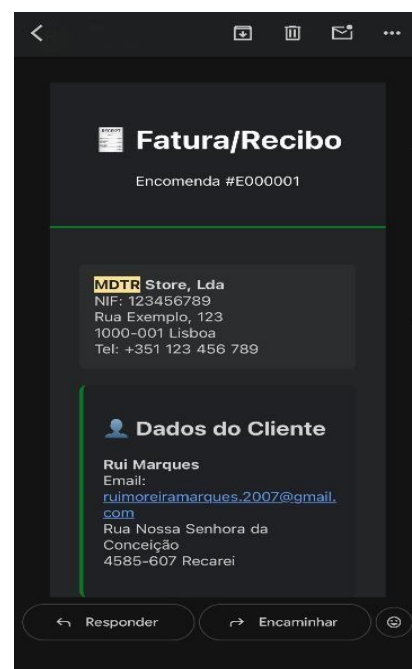 Fatura/Recibo
Encomenda #E000001
MDTR Store, Lda
NIF: 123456789
Rua Exemplo, 123
1000-001 Lisboa
Tel: +351 123 456 789
Dados do Cliente
Rui Marques
Email:
ruimoreiramarques.2007@gmail.
com
Rua Nossa Senhora da
Conceição
4585-607 Recarei
Responder
Encaminhar